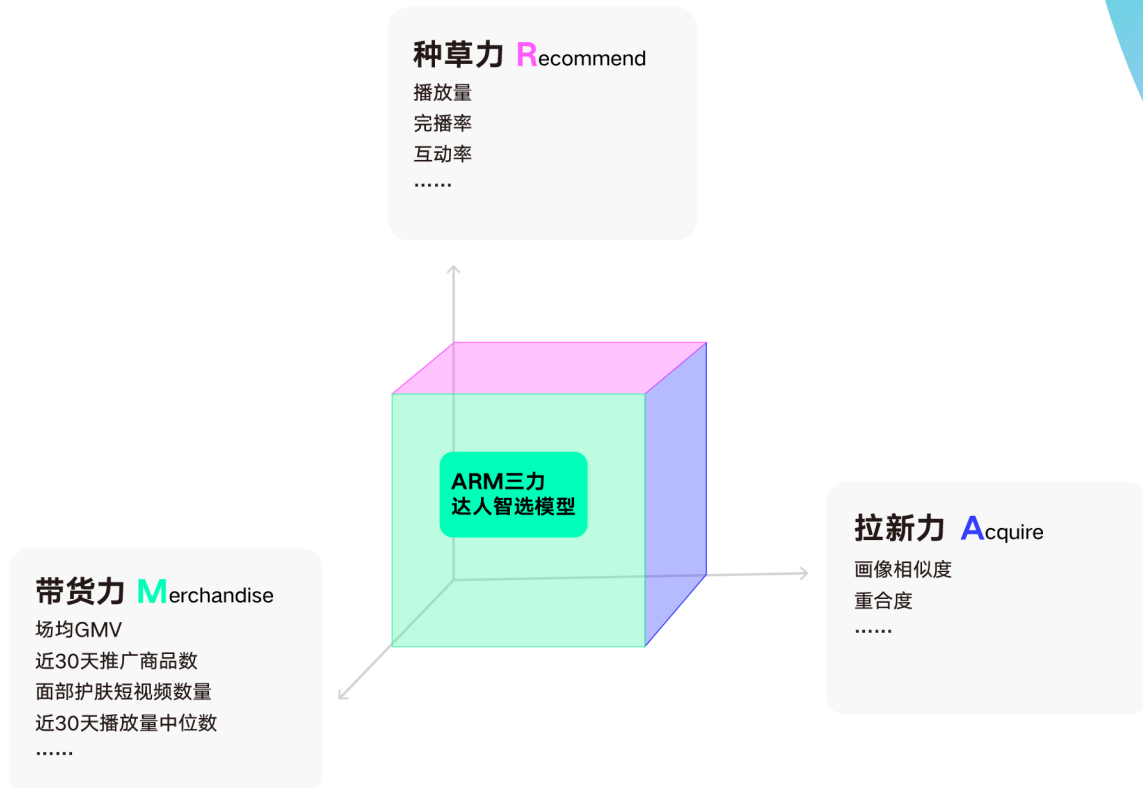 种草力 Recommend
播放量
完播率
互动率
……
ARM三力
达人智选模型
拉新力 Acquire
画像相似度
重合度
……
带货力 Merchandise
场均GMV
近30天推广商品数
面部护肤短视频数量
近30天播放量中位数
……